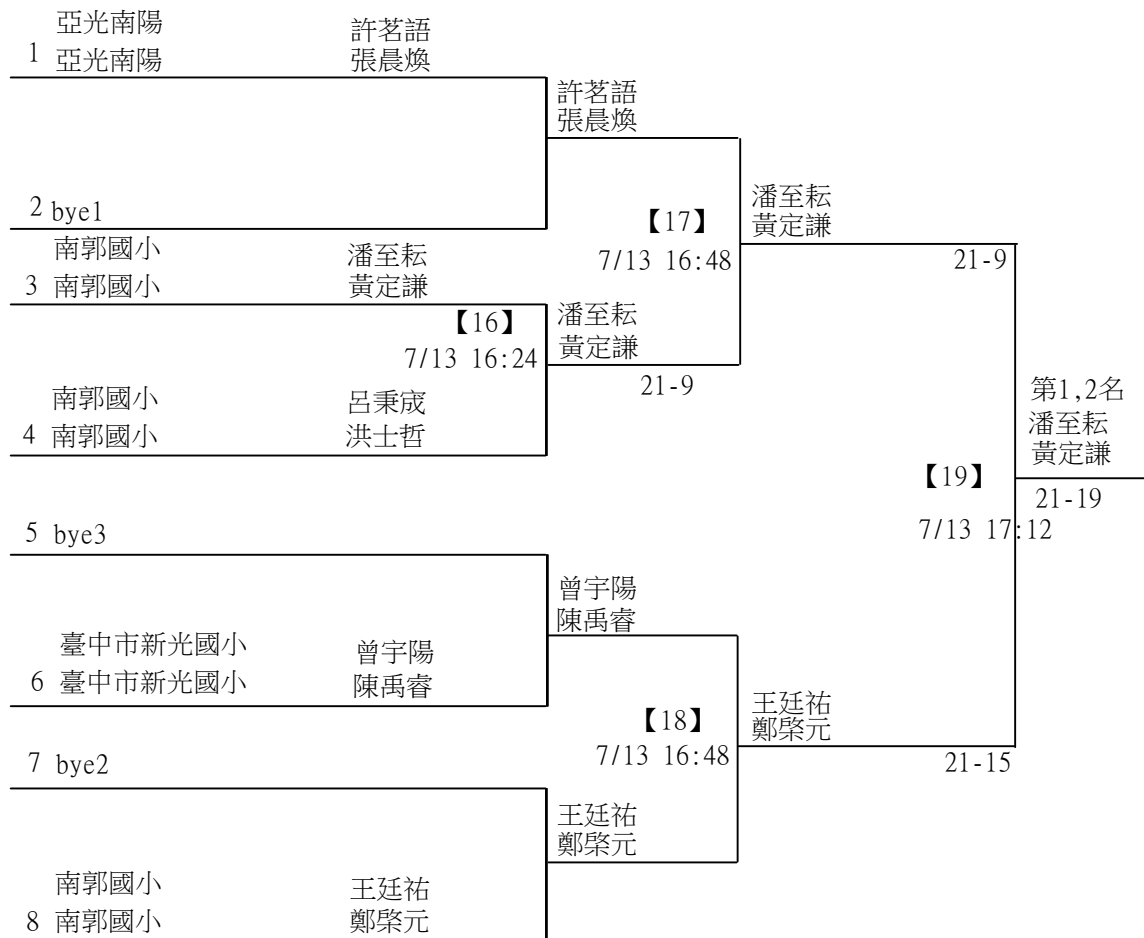 亞光南陽 許茗語
1 亞光南陽 張晨煥
許茗語
張晨煥
2 bye1
【17】
7/13 16:48
潘至耘
黃定謙
21-9
南郭國小 潘至耘
3 南郭國小 黃定謙
【16】
7/13 16:24
潘至耘
黃定謙
21-9
南郭國小 呂秉宬
4 南郭國小 洪士哲
第1,2名
潘至耘
黃定謙
【19】
21-19
7/13 17:12
5 bye3
曾宇陽
陳禹睿
臺中市新光國小 曾宇陽
6 臺中市新光國小 陳禹睿
【18】
7/13 16:48
王廷祐
鄭棨元
21-15
7 bye2
王廷祐
鄭棨元
南郭國小 王廷祐
8 南郭國小 鄭棨元